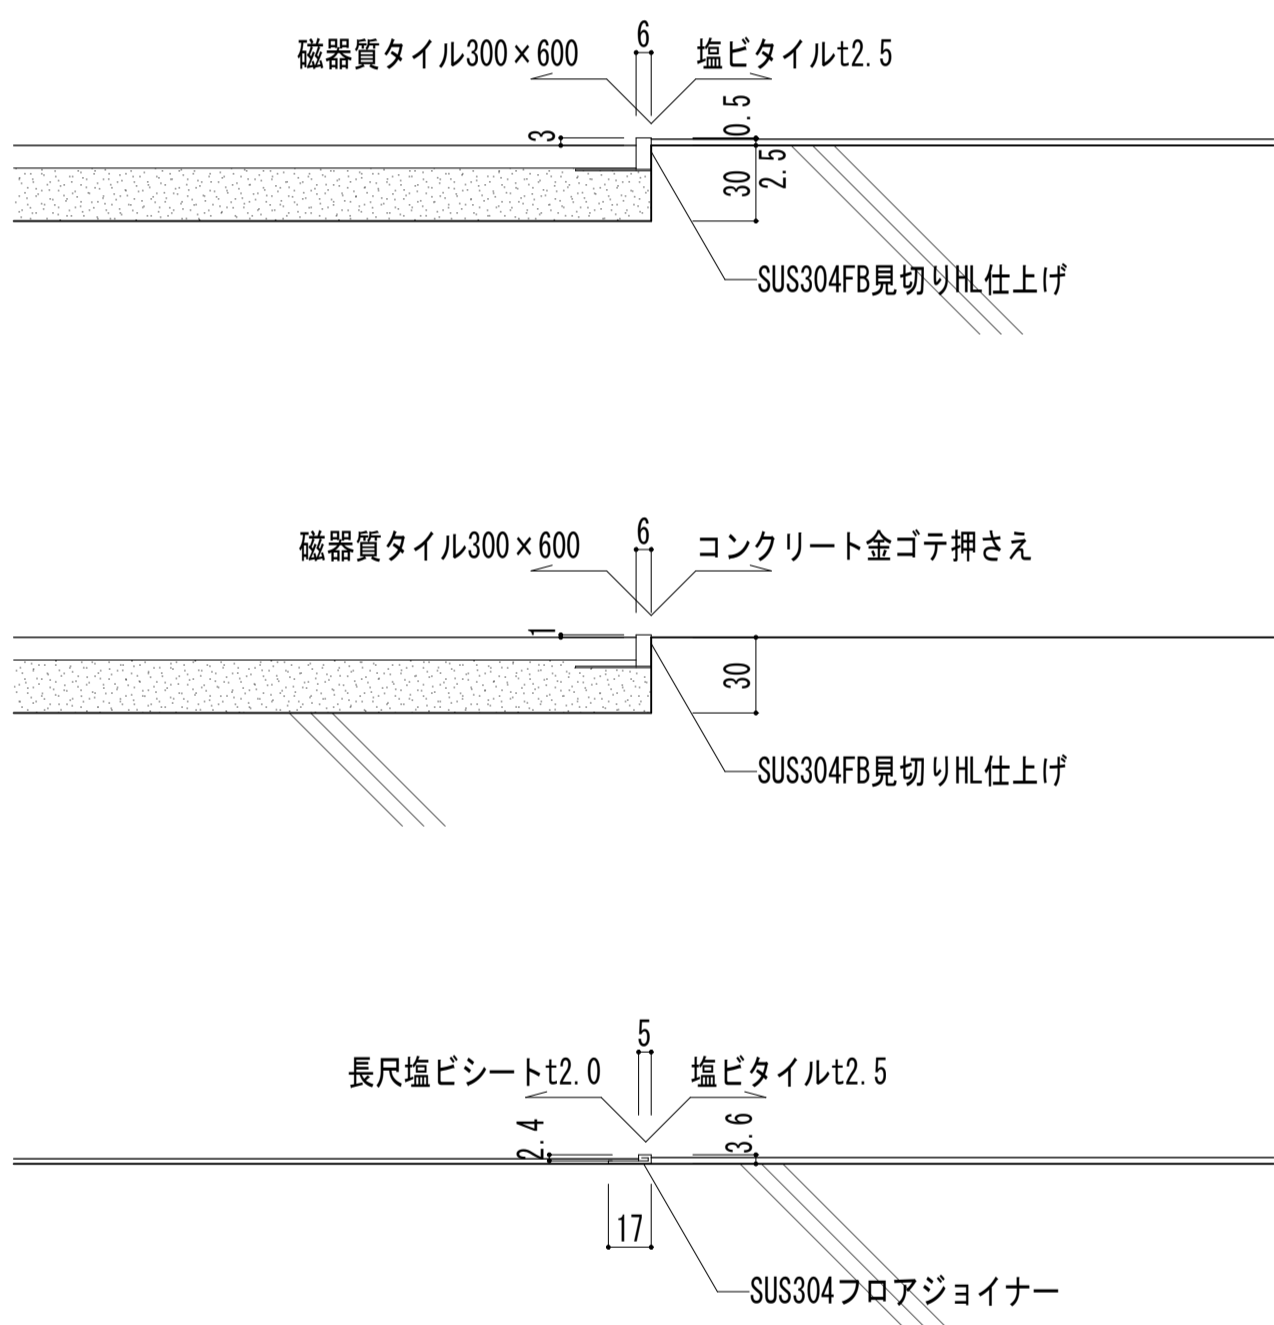 6
磁器質タイル300×600
塩ビタイルt2.5
3
0.5
2.5
30
SUS304FB見切りHL仕上げ
6
磁器質タイル300×600
コンクリート金ゴテ押さえ
1
30
SUS304FB見切りHL仕上げ
5
長尺塩ビシートt2.0
塩ビタイルt2.5
2.4
3.6
17
SUS304フロアジョイナー